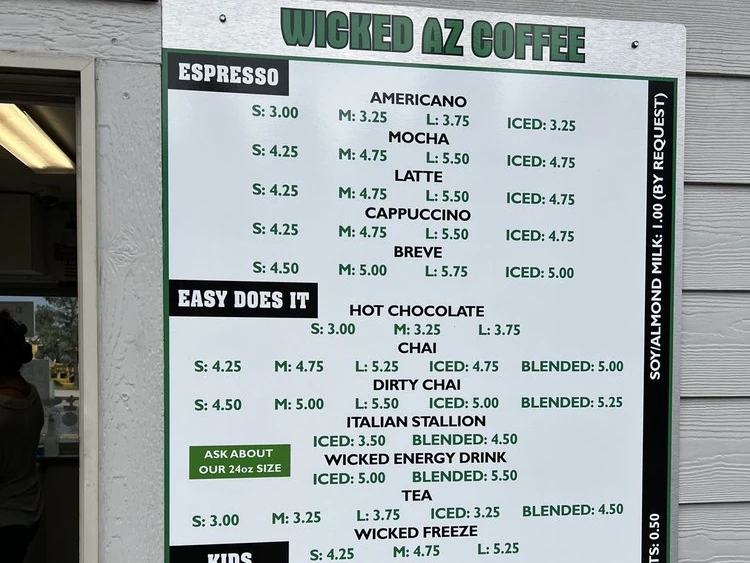 WICKED AZ COFFEE
ESPRESSO
AMERICANO
S: 3.00 M: 3.25 L: 3.75 ICED: 3.25
MOCHA
S: 4.25 M: 4.75 L: 5.50 ICED: 4.75
LATTE
S: 4.25 M: 4.75 L: 5.50 ICED: 4.75
CAPPUCCINO
S: 4.25 M: 4.75 L: 5.50 ICED: 4.75
BREVE
S: 4.50 M: 5.00 L: 5.75 ICED: 5.00
EASY DOES IT
HOT CHOCOLATE
S: 3.00 M: 3.25 L: 3.75
CHAI
S: 4.25 M: 4.75 L: 5.25 ICED: 4.75 BLENDED: 5.00
DIRTY CHAI
S: 4.50 M: 5.00 L: 5.50 ICED: 5.00 BLENDED: 5.25
ITALIAN STALLION
ICED: 3.50 BLENDED: 4.50
ASK ABOUT
OUR 24oz SIZE
WICKED ENERGY DRINK
ICED: 5.00 BLENDED: 5.50
TEA
S: 3.00 M: 3.25 L: 3.75 ICED: 3.25 BLENDED: 4.50
WICKED FREEZE
S: 4.25 M: 4.75 L: 5.25
KIDS
SOY/ALMOND MILK: 1.00 (BY REQUEST)
TS: 0.50